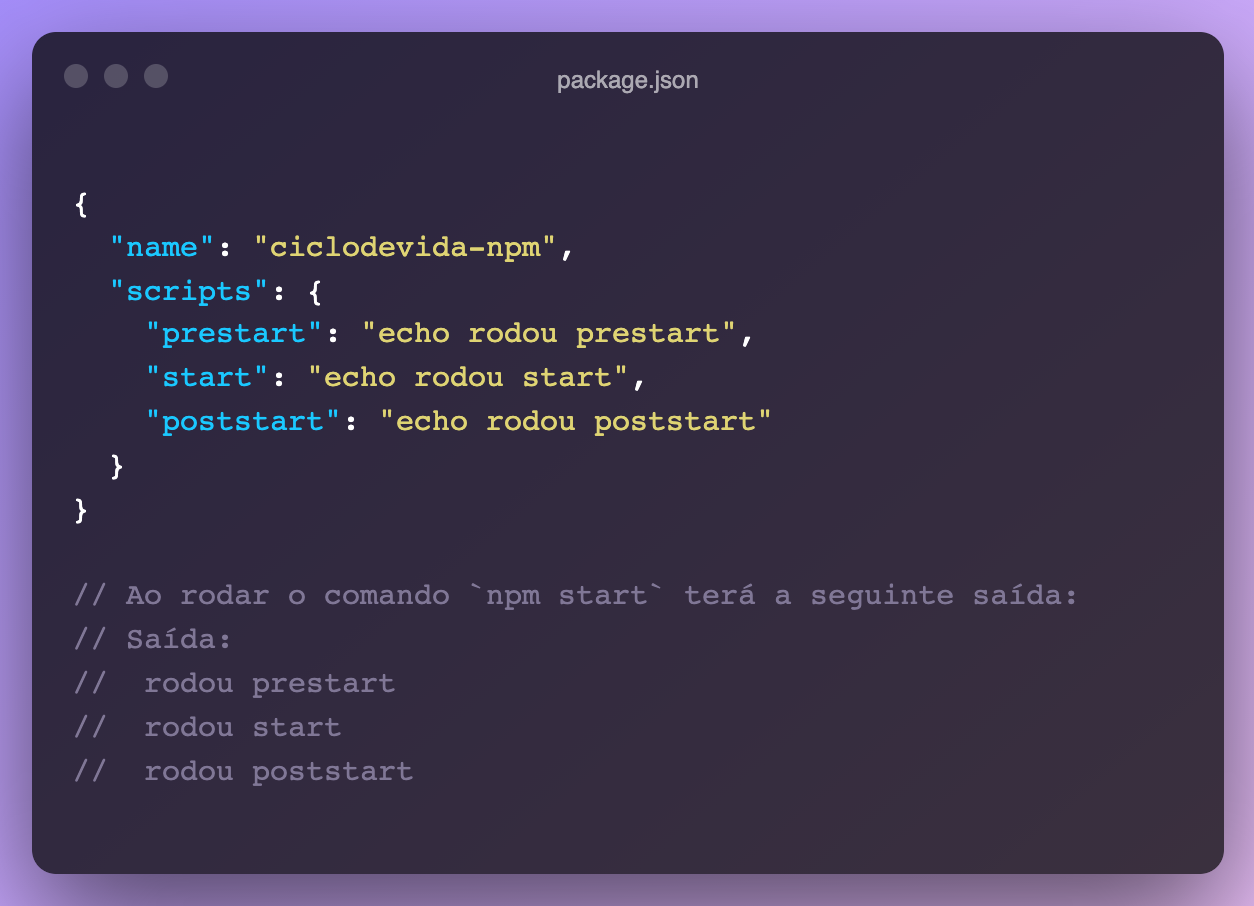 package.json
{
  "name": "ciclodevida-npm",
  "scripts": {
    "prestart": "echo rodou prestart",
    "start": "echo rodou start",
    "poststart": "echo rodou poststart"
  }
}
// Ao rodar o comando `npm start` terá a seguinte saída:
// Saída:
//  rodou prestart
//  rodou start
//  rodou poststart